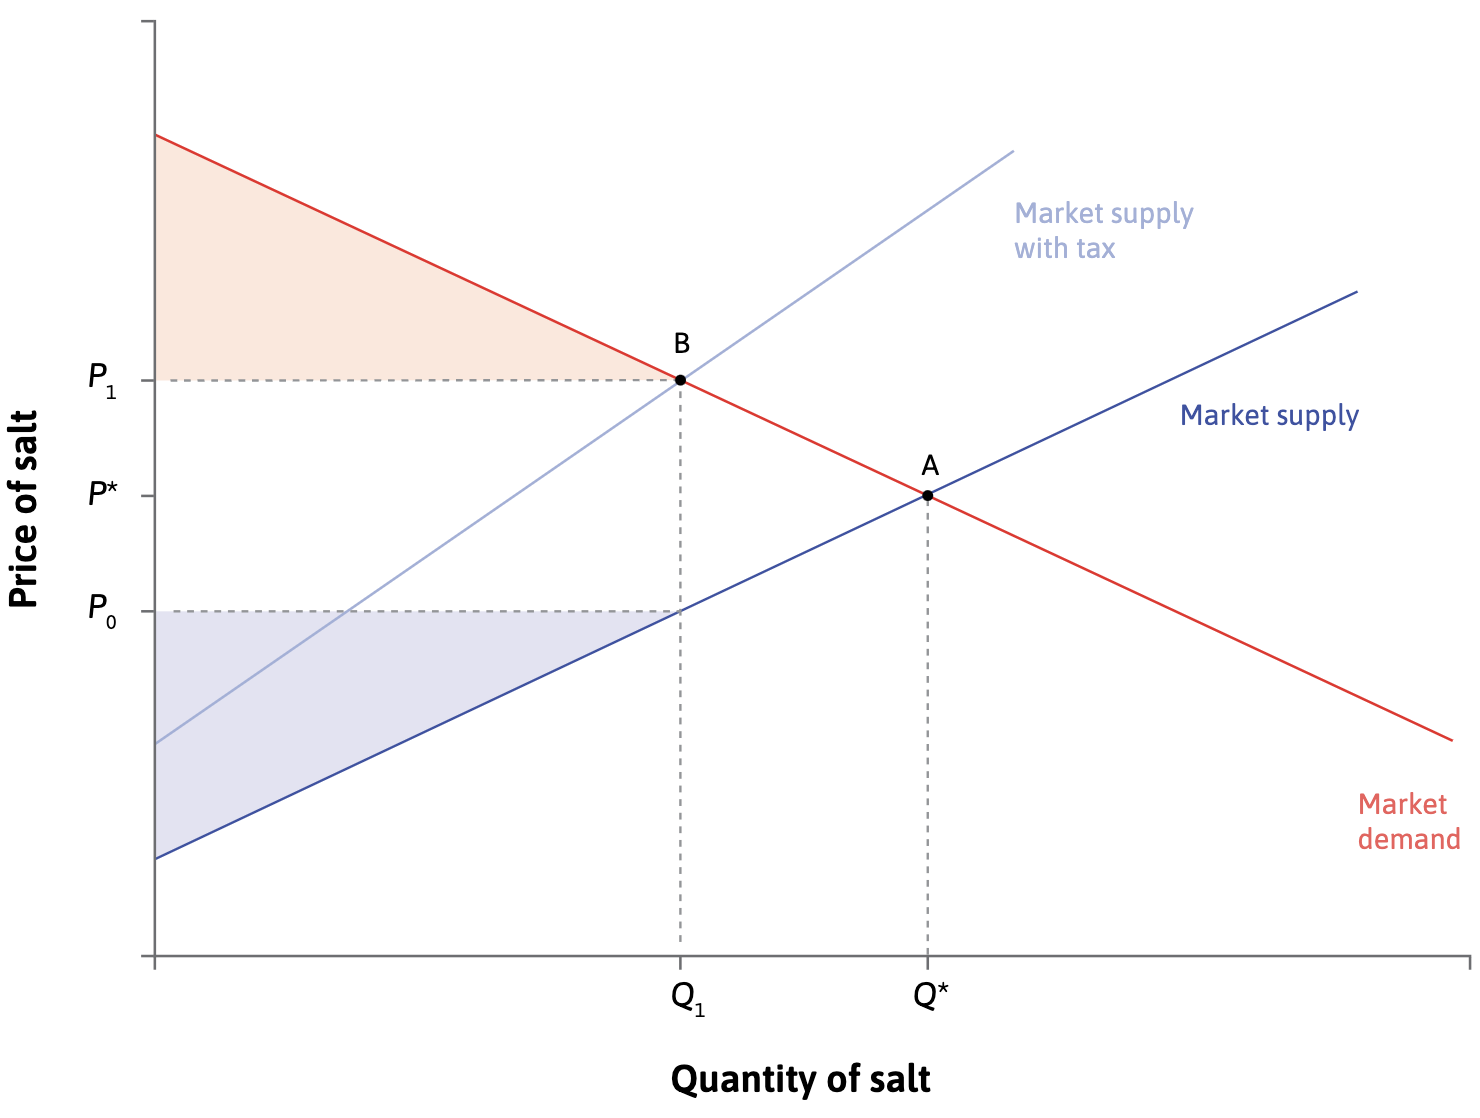 Price of salt
P1
P*
P0
B
A
Market supply
with tax
Market supply
Market
demand
Q1
Q*
Quantity of salt